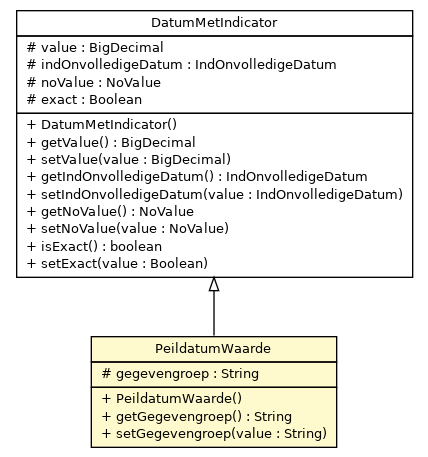 DatumMetIndicator
# value : BigDecimal
# indOnvolledigeDatum : IndOnvolledigeDatum
# noValue : NoValue
# exact : Boolean
+ DatumMetIndicator()
+ getValue() : BigDecimal
+ setValue(value : BigDecimal)
+ getIndOnvolledigeDatum() : IndOnvolledigeDatum
+ setIndOnvolledigeDatum(value : IndOnvolledigeDatum)
+ getNoValue() : NoValue
+ setNoValue(value : NoValue)
+ isExact() : boolean
+ setExact(value : Boolean)
PeildatumWaarde
# gegevengroep : String
+ PeildatumWaarde()
+ getGegevengroep() : String
+ setGegevengroep(value : String)